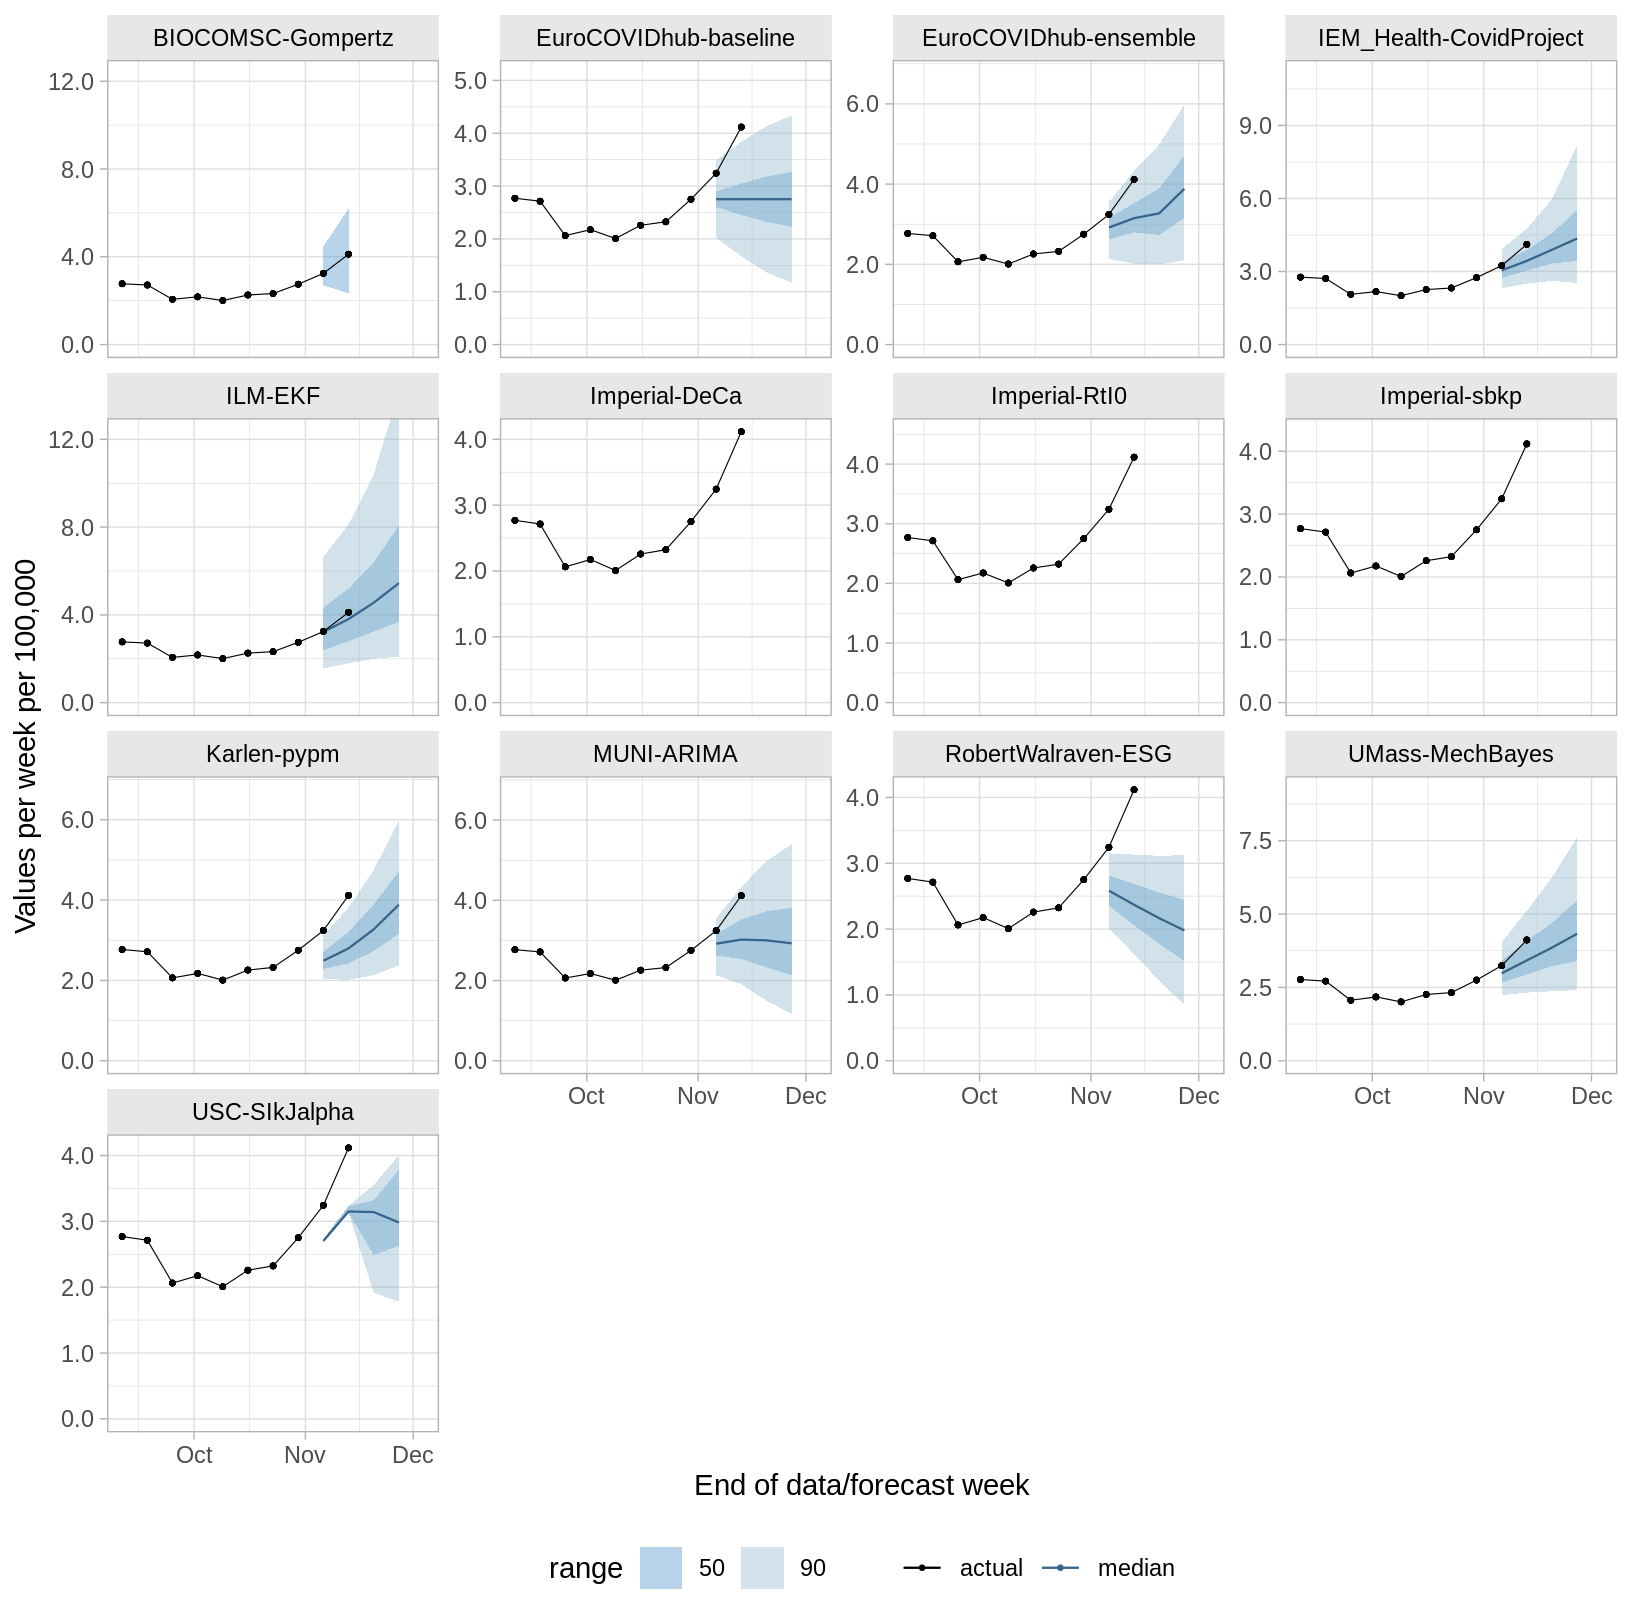 BIOCOMSC-Gompertz EuroCOVIDhub-baseline EuroCOVIDhub-ensemble IEM_Health-CovidProject
12.0 5.0 6.0 9.0
8.0 4.0 4.0 6.0
4.0 3.0 2.0 3.0
0.0 2.0 0.0 0.0
1.0
0.0
ILM-EKF Imperial-DeCa Imperial-RtI0 Imperial-sbkp
12.0 4.0 4.0 4.0
8.0 3.0 3.0 3.0
4.0 2.0 2.0 2.0
0.0 1.0 1.0 1.0
0.0 0.0 0.0
Values per week per 100,000
Karlen-pypm MUNI-ARIMA RobertWalraven-ESG UMass-MechBayes
6.0 6.0 4.0 7.5
4.0 4.0 3.0 5.0
2.0 2.0 2.0 2.5
0.0 0.0 1.0 0.0
0.0
Oct Nov Dec Oct Nov Dec Oct Nov Dec
USC-SIkJalpha
4.0
3.0
2.0
1.0
0.0
Oct Nov Dec
End of data/forecast week
range 50 90 actual median